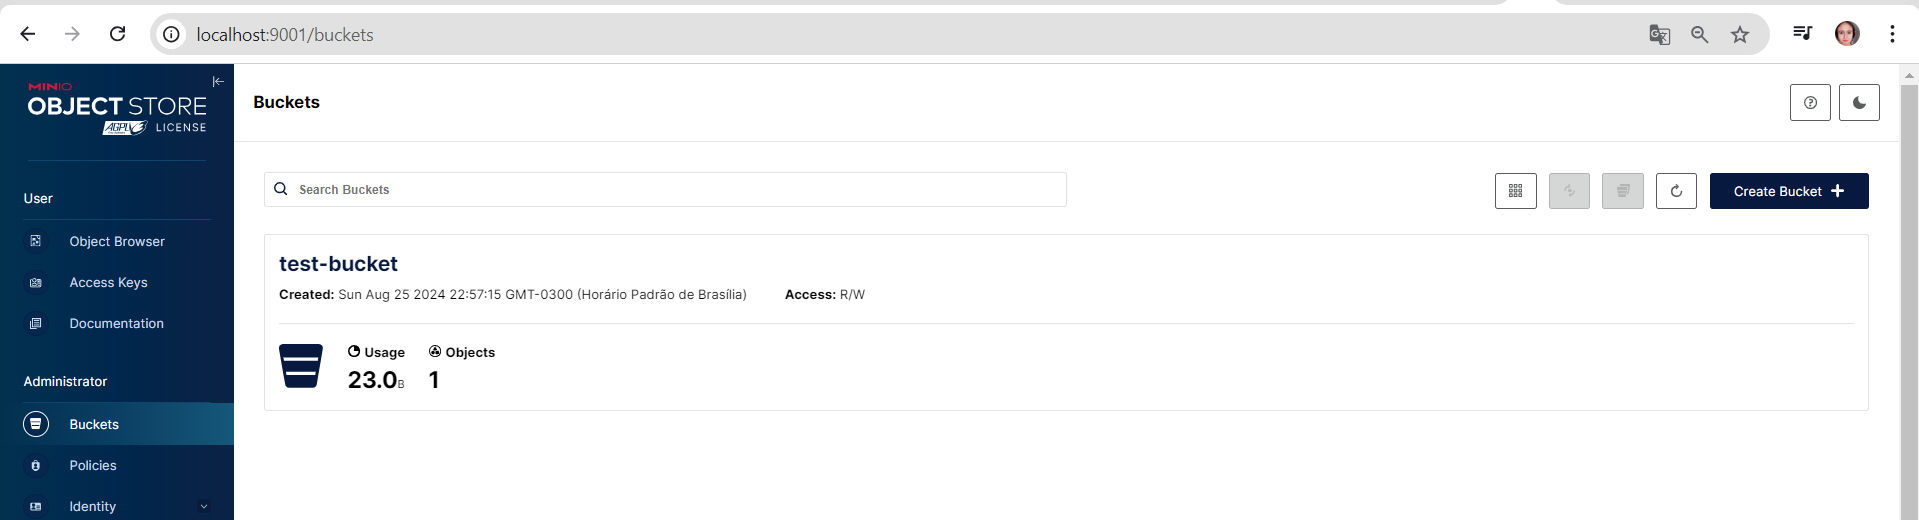 localhost:9001/buckets
MINIO
OBJECT STORE
AGPLv3 LICENSE
User
Object Browser
Access Keys
Documentation
Administrator
Buckets
Policies
Identity
Buckets
Search Buckets
Create Bucket
test-bucket
Created: Sun Aug 25 2024 22:57:15 GMT-0300 (Horário Padrão de Brasília) Access: R/W
Usage Objects
23.0B 1